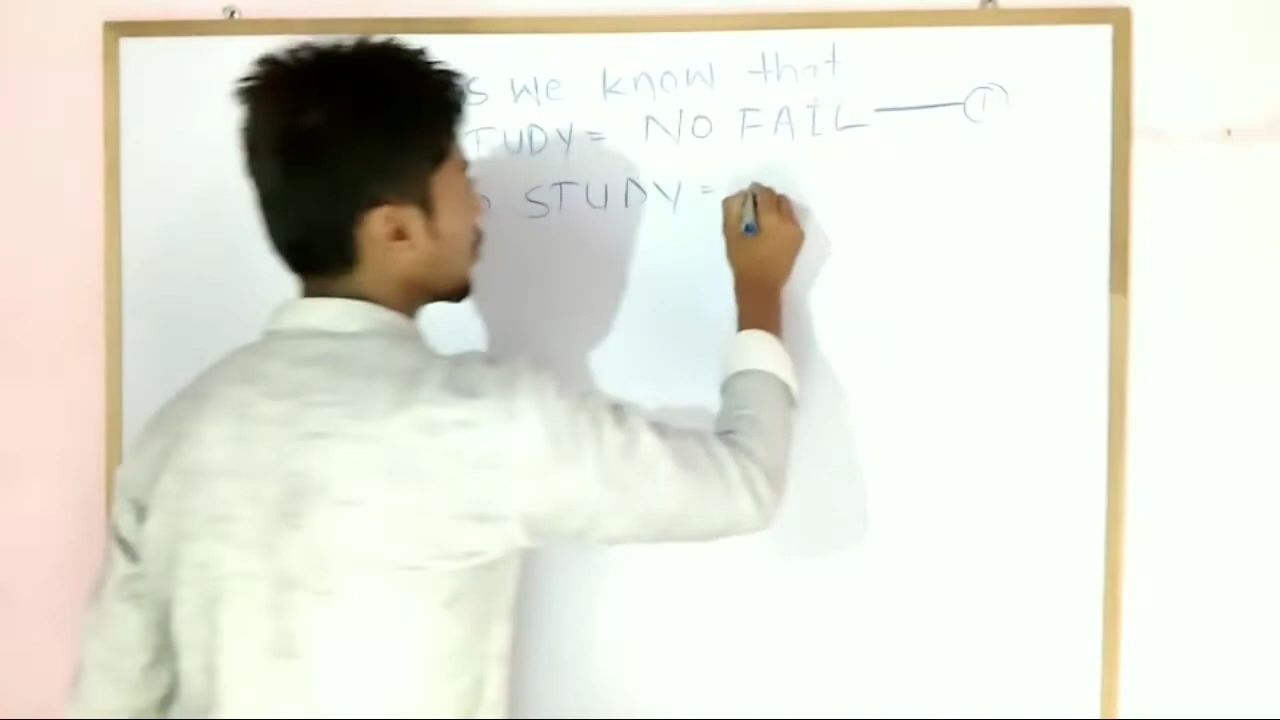 s we know that
TUDY = NO FAIL —— ①
STUDY =